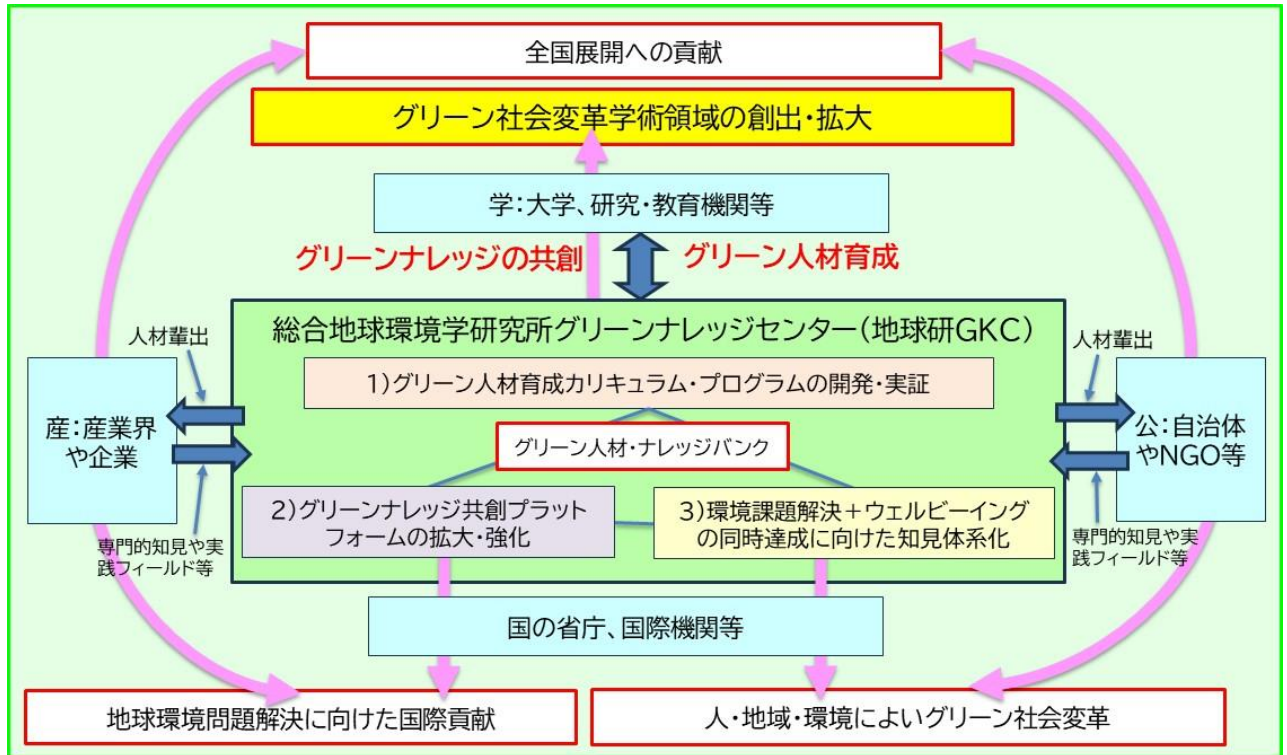 全国展開への貢献
グリーン社会変革学術領域の創出・拡大
学：大学、研究・教育機関等
グリーンナレッジの共創
グリーン人材育成
総合地球環境学研究所グリーンナレッジセンター（地球研GKC）
1)グリーン人材育成カリキュラム・プログラムの開発・実証
グリーン人材・ナレッジバンク
2)グリーンナレッジ共創プラット
フォームの拡大・強化
3)環境課題解決＋ウェルビーイング
の同時達成に向けた知見体系化
人材輩出
産：産業界
や企業
専門的知見や実
践フィールド等
人材輩出
公：自治体
やNGO等
専門的知見や実
践フィールド等
国の省庁、国際機関等
地球環境問題解決に向けた国際貢献
人・地域・環境によいグリーン社会変革